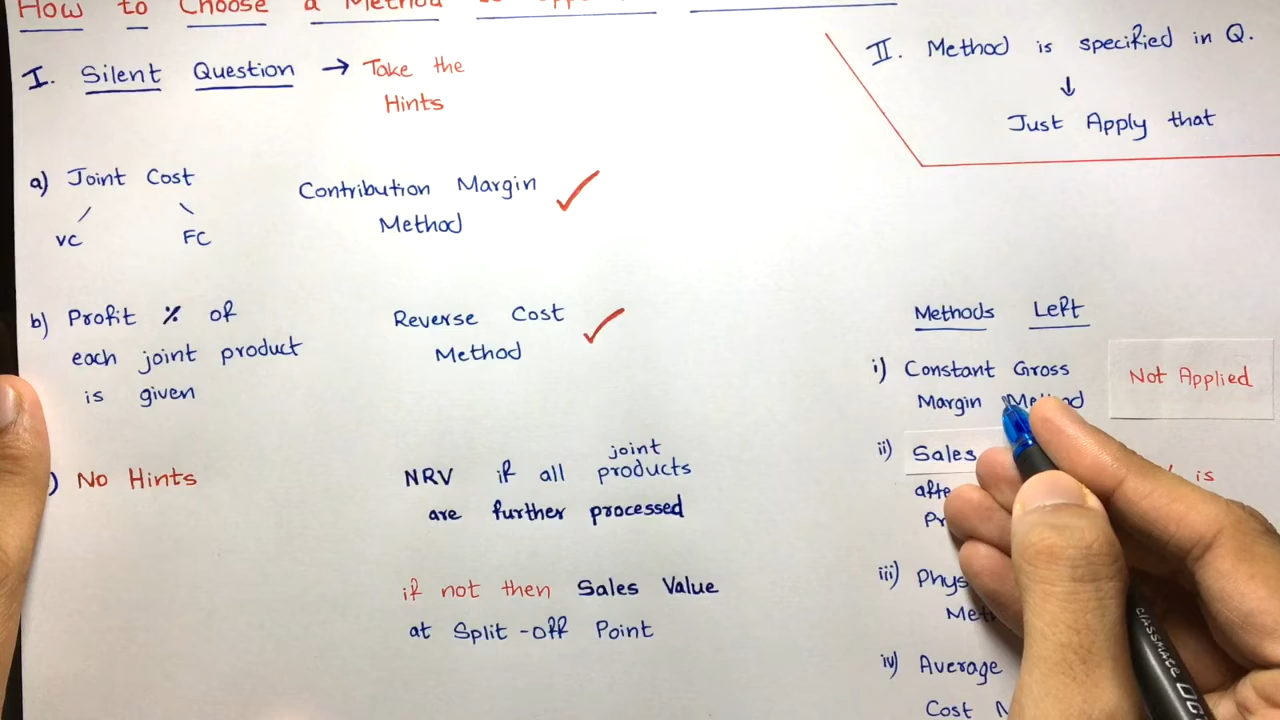 How to Choose a Method
I. Silent Question → Take the
Hints
II. Method is specified in Q.
↓
Just Apply that
a) Joint Cost
VC FC
Contribution Margin ✓
Method
b) Profit % of
each joint product
is given
Reverse Cost ✓
Method
) No Hints
NRV if all joint products
are further processed
if not then Sales Value
at Split-off Point
Methods Left
i) Constant Gross
Margin
Not Applied
ii) Sales
is
iii)
iv) Average
Cost
classmate